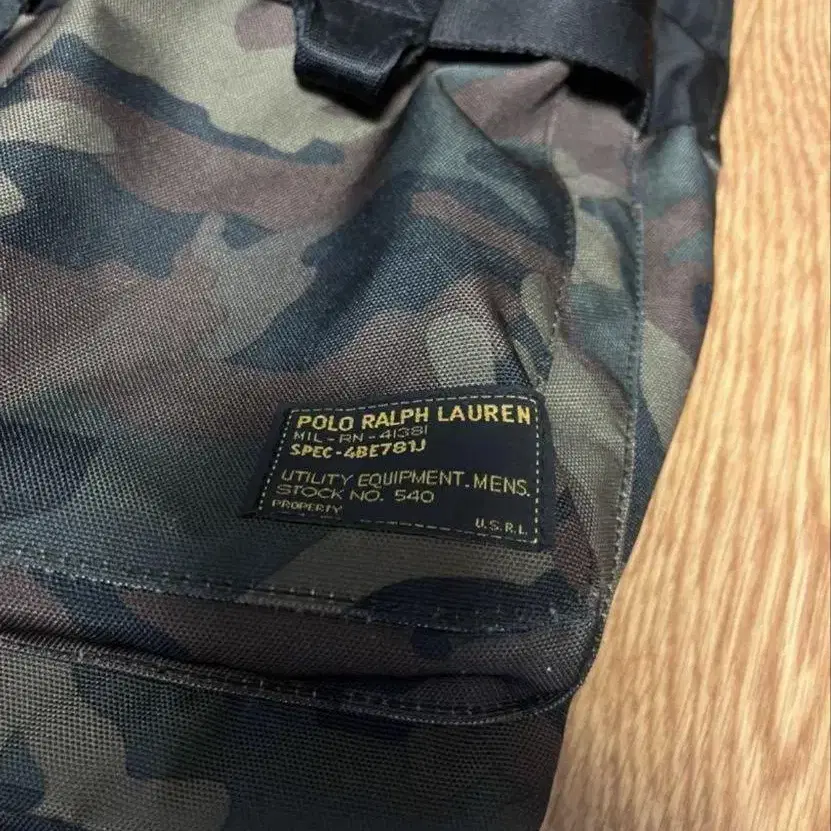 POLO RALPH LAUREN
MIL-RN-41381
SPEC-4BE781J
UTILITY EQUIPMENT. MENS.
STOCK NO. 540
PROPERTY U.S.R.L.